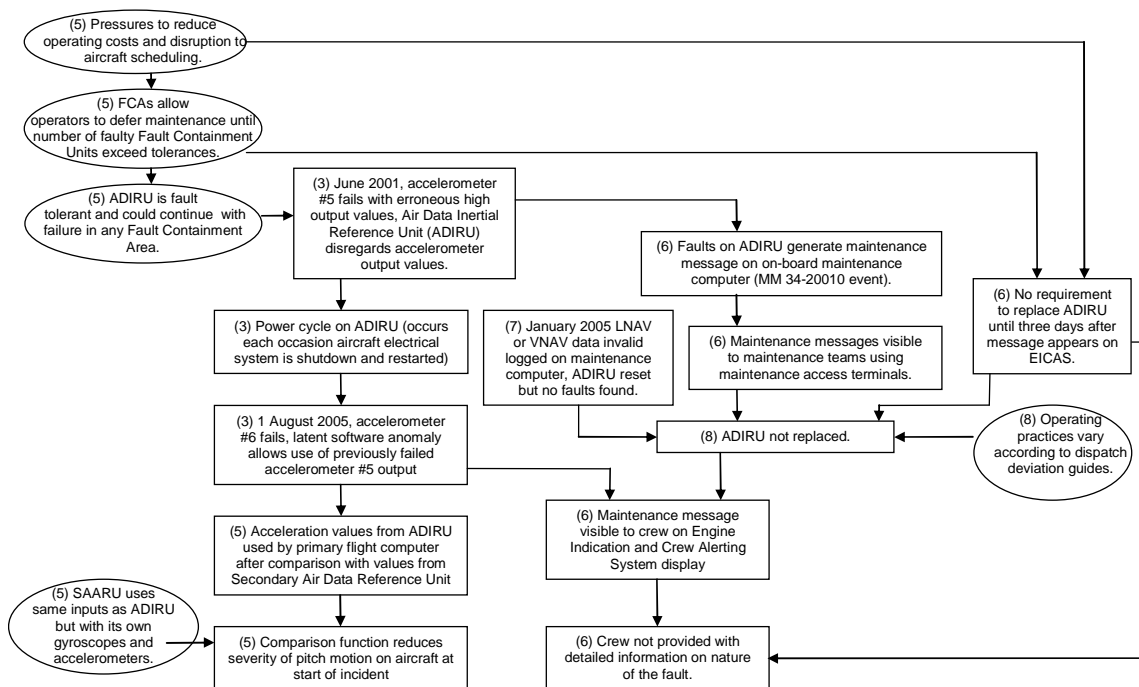 (5) Pressures to reduce
operating costs and disruption to
aircraft scheduling.
(5) FCAs allow
operators to defer maintenance until
number of faulty Fault Containment
Units exceed tolerances.
(5) ADIRU is fault
tolerant and could continue with
failure in any Fault Containment
Area.
(3) June 2001, accelerometer
#5 fails with erroneous high
output values, Air Data Inertial
Reference Unit (ADIRU)
disregards accelerometer
output values.
(6) Faults on ADIRU generate maintenance
message on on-board maintenance
computer (MM 34-20010 event).
(6) No requirement
to replace ADIRU
until three days after
message appears on
EICAS.
(3) Power cycle on ADIRU (occurs
each occasion aircraft electrical
system is shutdown and restarted)
(7) January 2005 LNAV
or VNAV data invalid
logged on maintenance
computer, ADIRU reset
but no faults found.
(6) Maintenance messages visible
to maintenance teams using
maintenance access terminals.
(3) 1 August 2005, accelerometer
#6 fails, latent software anomaly
allows use of previously failed
accelerometer #5 output
(8) ADIRU not replaced.
(8) Operating
practices vary
according to dispatch
deviation guides.
(5) Acceleration values from ADIRU
used by primary flight computer
after comparison with values from
Secondary Air Data Reference Unit
(6) Maintenance message
visible to crew on Engine
Indication and Crew Alerting
System display
(5) SAARU uses
same inputs as ADIRU
but with its own
gyroscopes and
accelerometers.
(5) Comparison function reduces
severity of pitch motion on aircraft at
start of incident
(6) Crew not provided with
detailed information on nature
of the fault.